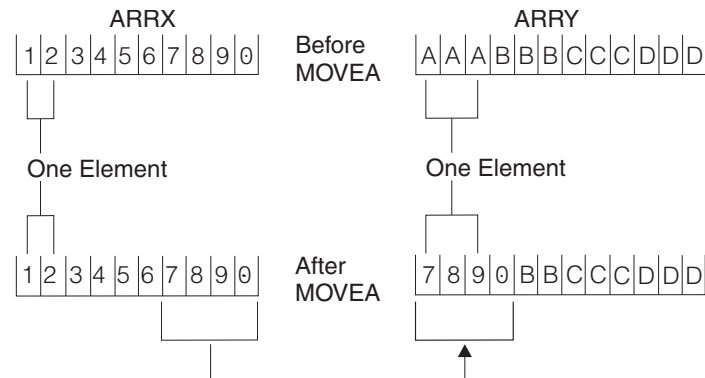 ARRX ARRY
1 2 3 4 5 6 7 8 9 0 Before MOVEA A A A B B B C C C D D D
One Element One Element
1 2 3 4 5 6 7 8 9 0 After MOVEA 7 8 9 0 B B C C C D D D